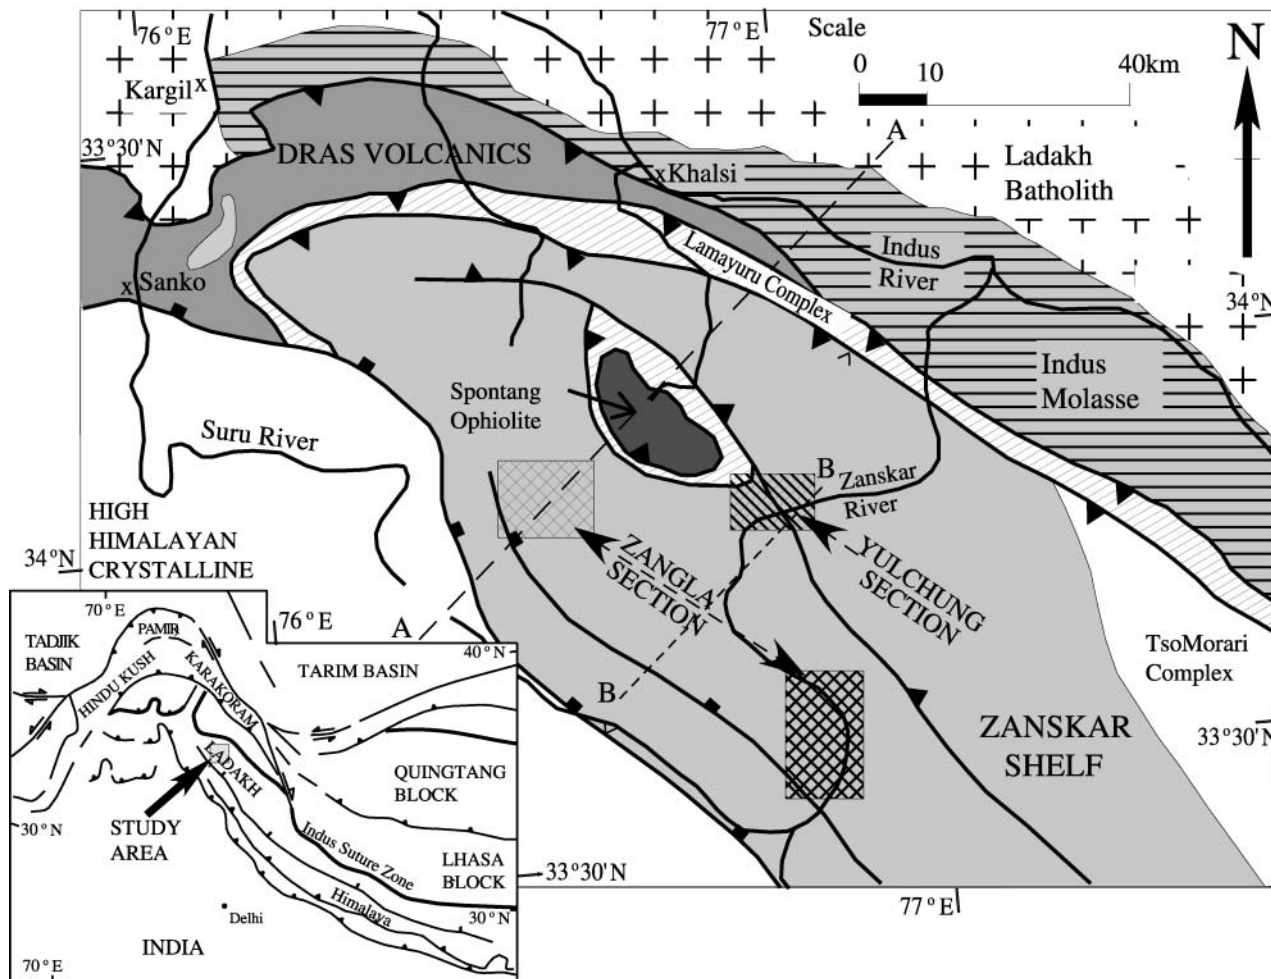 76 ° E
77 ° E
Scale
N
0
10
40km
Kargil x
A
33°30' N
DRAS VOLCANICS
xKhalsi
Ladakh
Batholith
Indus
River
Lamayuru Complex
x Sanko
34°N
Indus
Molasse
Spontang
Ophiolite
Suru River
B
Zanskar
River
HIGH
HIMALAYAN
CRYSTALLINE
ZANGLA
SECTION
YULCHUNG
SECTION
34°N
A
B
TsoMorari
Complex
ZANSKAR
SHELF
33°30'N
33°30'N
77 ° E
70 ° E
76 ° E
40° N
TADJIK
BASIN
PAMIR
HINDU KUSH
KARAKORAM
TARIM BASIN
LADAKH
QUINGTANG
BLOCK
30° N
STUDY
AREA
Indus Suture Zone
LHASA
BLOCK
Himalaya
Delhi
30 ° N
INDIA
70 ° E